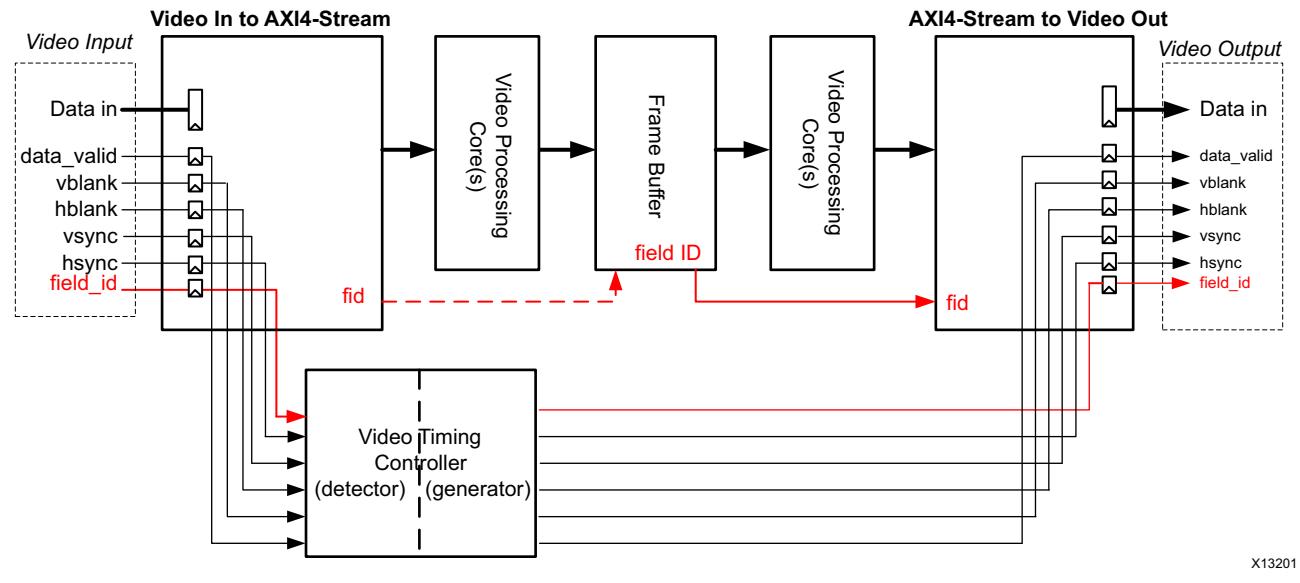 Video In to AXI4-Stream
AXI4-Stream to Video Out
Video Input
Video Output
Data in
data_valid
vblank
hblank
vsync
hsync
field_id
fid
Video Processing
Core(s)
Frame Buffer
field ID
Video Processing
Core(s)
fid
Data in
data_valid
vblank
hblank
vsync
hsync
field_id
Video Timing
Controller
(detector) (generator)
X13201